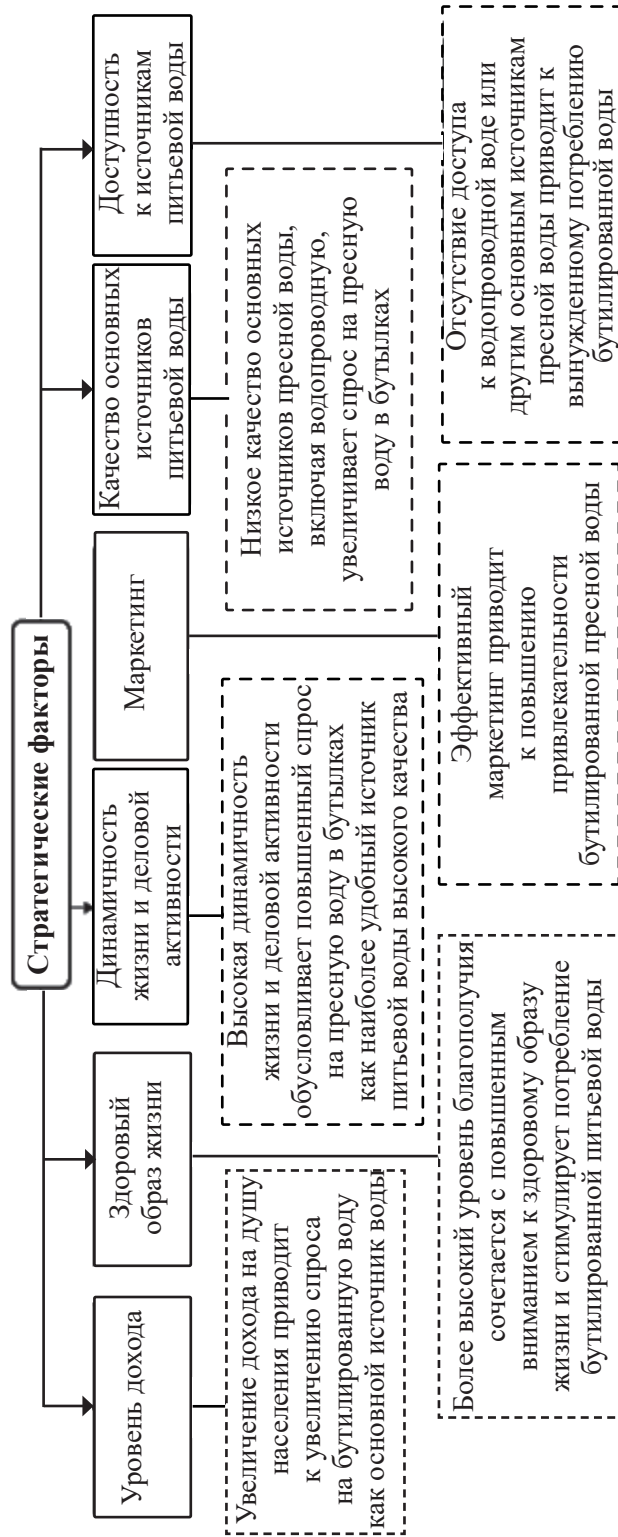 Стратегические факторы
Уровень дохода
Здоровый
образ жизни
Динамичность
жизни и деловой
активности
Маркетинг
Качество основных
источников
питьевой воды
Доступность
к источникам
питьевой воды
Увеличение дохода на душу
населения приводит
к увеличению спроса
на бутилированную воду
как основной источник воды
Высокая динамичность
жизни и деловой активности
обусловливает повышенный спрос
на пресную воду в бутылках
как наиболее удобный источник
питьевой воды высокого качества
Низкое качество основных
источников пресной воды,
включая водопроводную,
увеличивает спрос на пресную
воду в бутылках
Более высокий уровень благополучия
сочетается с повышенным
вниманием к здоровому образу
жизни и стимулирует потребление
бутилированной питьевой воды
Эффективный
маркетинг приводит
к повышению
привлекательности
бутилированной пресной воды
Отсутствие доступа
к водопроводной воде или
другим основным источникам
пресной воды приводит к
вынужденному потреблению
бутилированной воды